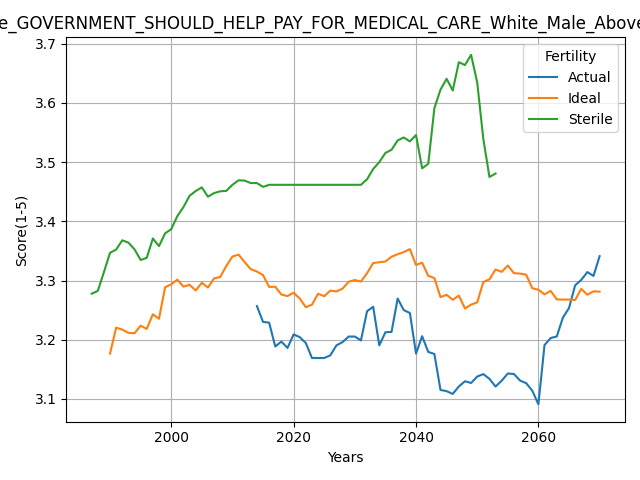 e_GOVERNMENT_SHOULD_HELP_PAY_FOR_MEDICAL_CARE_White_Male_Above
3.7
3.6
3.5
3.4
3.3
3.2
3.1
Score(1-5)
Fertility
Actual
Ideal
Sterile
2000
2020
2040
2060
Years